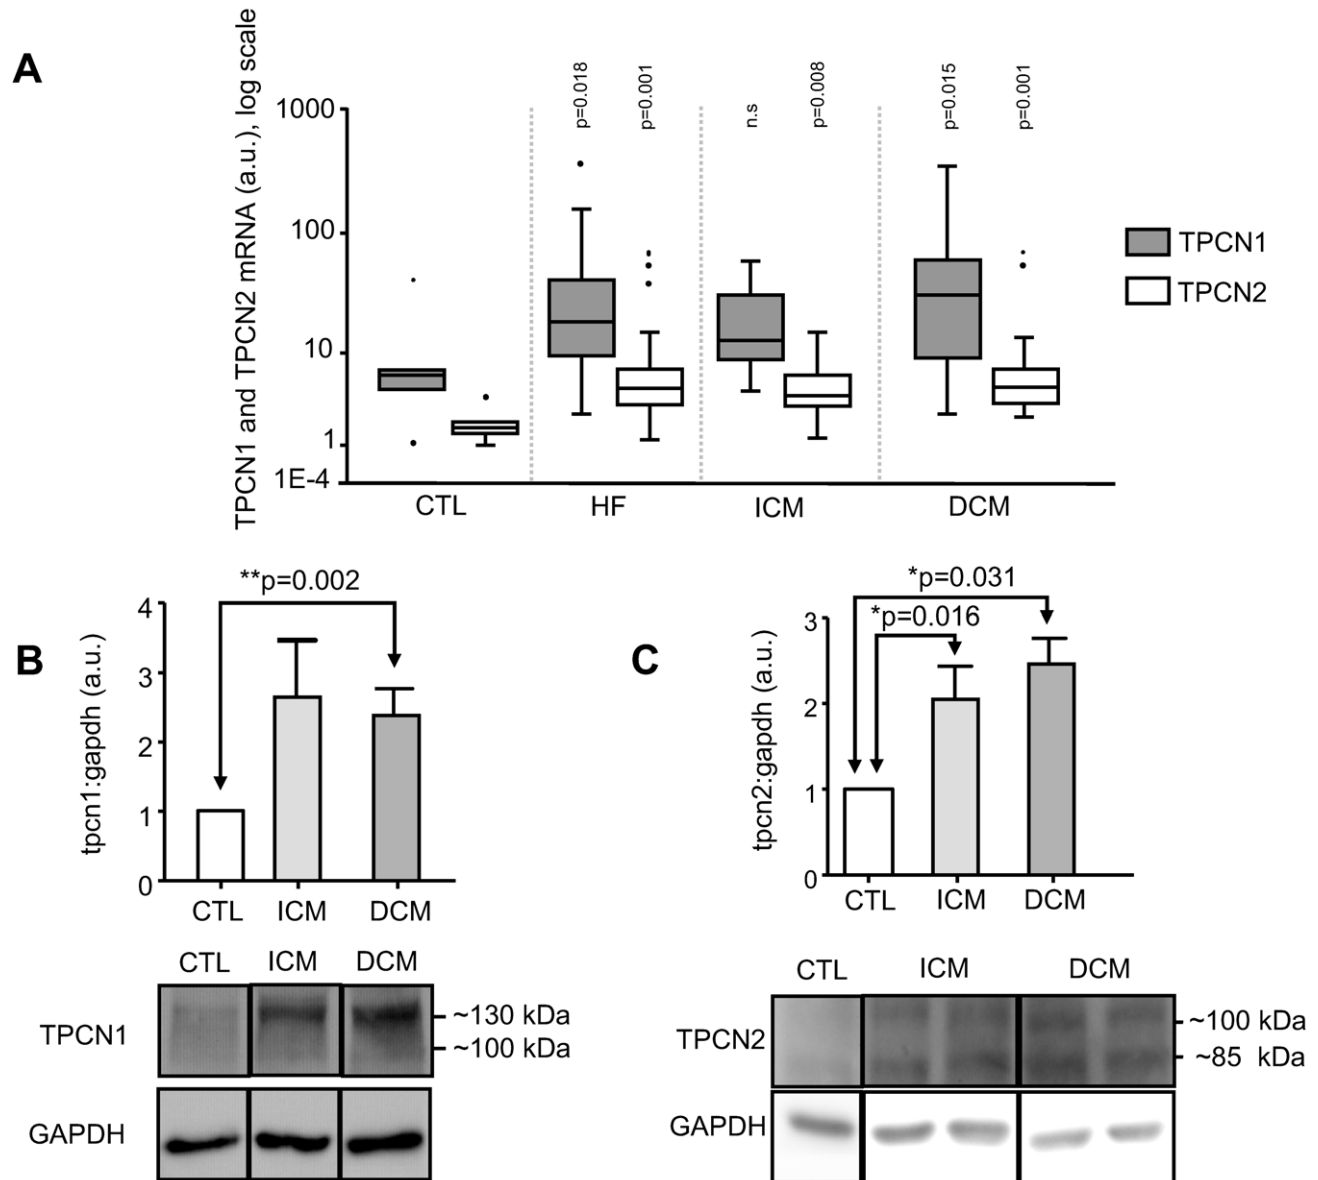 A
TPCN1 and TPCN2 mRNA (a.u.), log scale
1000
100
10
1
1E-4
p=0.018
p=0.001
n.s
p=0.008
p=0.015
p=0.001
CTL HF ICM DCM
TPCN1
TPCN2
B
**p=0.002
tpcn1:gapdh (a.u.)
4
3
2
1
0
CTL ICM DCM
CTL ICM DCM
TPCN1
~130 kDa
~100 kDa
GAPDH
C
*p=0.031
*p=0.016
tpcn2:gapdh (a.u.)
3
2
1
0
CTL ICM DCM
CTL ICM DCM
TPCN2
~100 kDa
~85 kDa
GAPDH